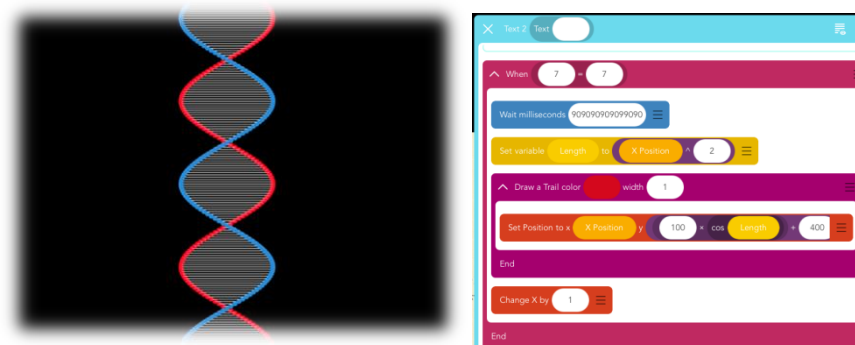 Text 2 Text
When 7 = 7
Wait milliseconds 909090909099090
Set variable Length to X Position ^ 2
Draw a Trail color width 1
Set Position to x X Position y 100 × cos Length + 400
End
Change X by 1
End